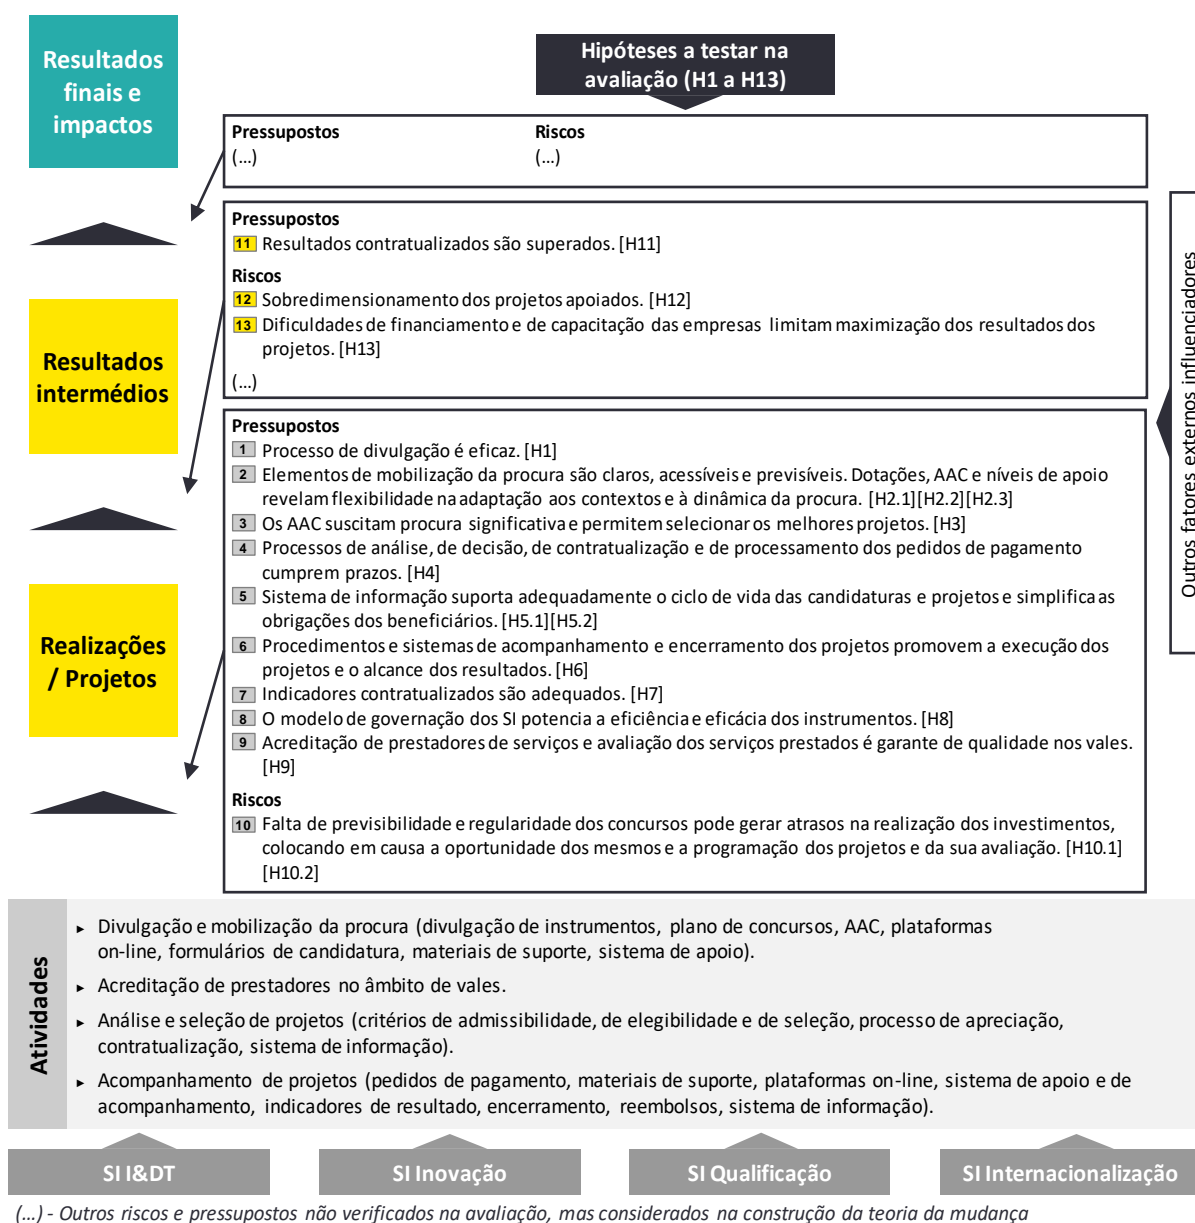 Resultados
finais e
impactos
Hipóteses a testar na
avaliação (H1 a H13)
Pressupostos
(...)
Riscos
(...)
Pressupostos
11 Resultados contratualizados são superados. [H11]
Riscos
12 Sobredimensionamento dos projetos apoiados. [H12]
13 Dificuldades de financiamento e de capacitação das empresas limitam maximização dos resultados dos
projetos. [H13]
(...)
Resultados
intermédios
Outros fatores externos influenciadores
Pressupostos
1 Processo de divulgação é eficaz. [H1]
2 Elementos de mobilização da procura são claros, acessíveis e previsíveis. Dotações, AAC e níveis de apoio
revelam flexibilidade na adaptação aos contextos e à dinâmica da procura. [H2.1][H2.2][H2.3]
3 Os AAC suscitam procura significativa e permitem selecionar os melhores projetos. [H3]
4 Processos de análise, de decisão, de contratualização e de processamento dos pedidos de pagamento
cumprem prazos. [H4]
5 Sistema de informação suporta adequadamente o ciclo de vida das candidaturas e projetos e simplifica as
obrigações dos beneficiários. [H5.1][H5.2]
6 Procedimentos e sistemas de acompanhamento e encerramento dos projetos promovem a execução dos
projetos e o alcance dos resultados. [H6]
7 Indicadores contratualizados são adequados. [H7]
8 O modelo de governação dos SI potencia a eficiência e eficácia dos instrumentos. [H8]
9 Acreditação de prestadores de serviços e avaliação dos serviços prestados é garante de qualidade nos vales.
[H9]
Riscos
10 Falta de previsibilidade e regularidade dos concursos pode gerar atrasos na realização dos investimentos,
colocando em causa a oportunidade dos mesmos e a programação dos projetos e da sua avaliação. [H10.1]
[H10.2]
Realizações
/ Projetos
Atividades
► Divulgação e mobilização da procura (divulgação de instrumentos, plano de concursos, AAC, plataformas
on-line, formulários de candidatura, materiais de suporte, sistema de apoio).
► Acreditação de prestadores no âmbito de vales.
► Análise e seleção de projetos (critérios de admissibilidade, de elegibilidade e de seleção, processo de apreciação,
contratualização, sistema de informação).
► Acompanhamento de projetos (pedidos de pagamento, materiais de suporte, plataformas on-line, sistema de apoio e de
acompanhamento, indicadores de resultado, encerramento, reembolsos, sistema de informação).
SI I&DT
SI Inovação
SI Qualificação
SI Internacionalização
(...) - Outros riscos e pressupostos não verificados na avaliação, mas considerados na construção da teoria da mudança